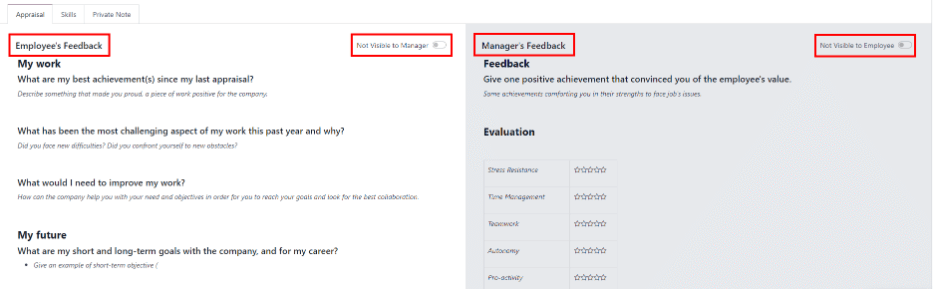 Appraisal Skills Private Note
Employee's Feedback
Not Visible to Manager
My work
What are my best achievement(s) since my last appraisal?
Describe something that made you proud, a piece of work positive for the company.
What has been the most challenging aspect of my work this past year and why?
Did you face new difficulties? Did you confront yourself to new obstacles?
What would I need to improve my work?
How can the company help you with your need and objectives in order for you to reach your goals and look for the best collaboration.
My future
What are my short and long-term goals with the company, and for my career?
Give an example of short-term objective (
Manager's Feedback
Not Visible to Employee
Feedback
Give one positive achievement that convinced you of the employee's value.
Some achievements comforting you in their strengths to face job's issues.
Evaluation
Stress Resistance
Time Management
Teamwork
Autonomy
Pro-activity